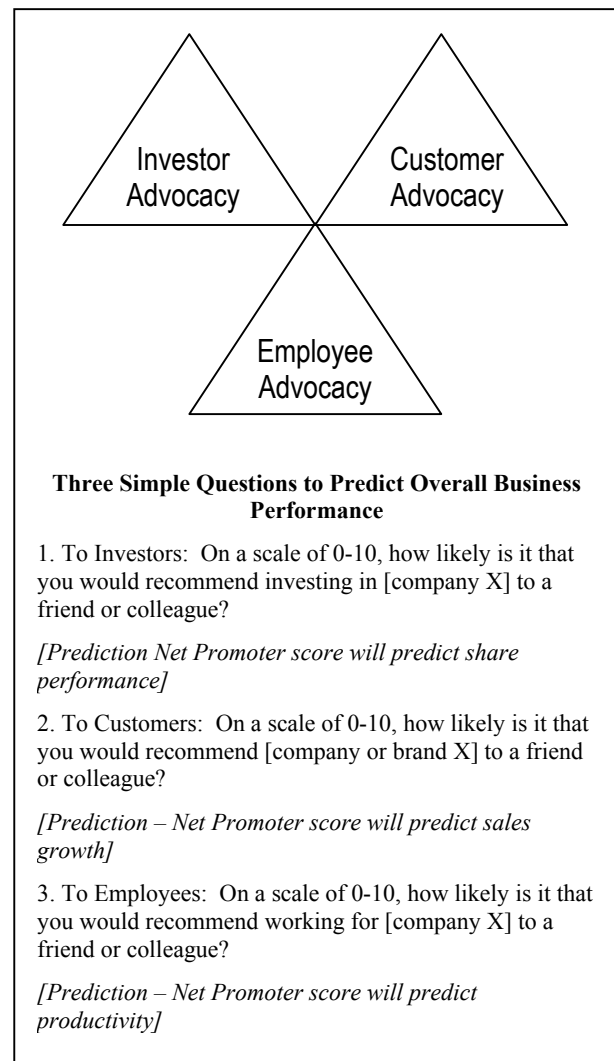 Investor
Advocacy
Customer
Advocacy
Employee
Advocacy
Three Simple Questions to Predict Overall Business
Performance
1. To Investors:  On a scale of 0-10, how likely is it that
you would recommend investing in [company X] to a
friend or colleague?
[Prediction Net Promoter score will predict share
performance]
2. To Customers:  On a scale of 0-10, how likely is it that
you would recommend [company or brand X] to a friend
or colleague?
[Prediction – Net Promoter score will predict sales
growth]
3. To Employees:  On a scale of 0-10, how likely is it that
you would recommend working for [company X] to a
friend or colleague?
[Prediction – Net Promoter score will predict
productivity]